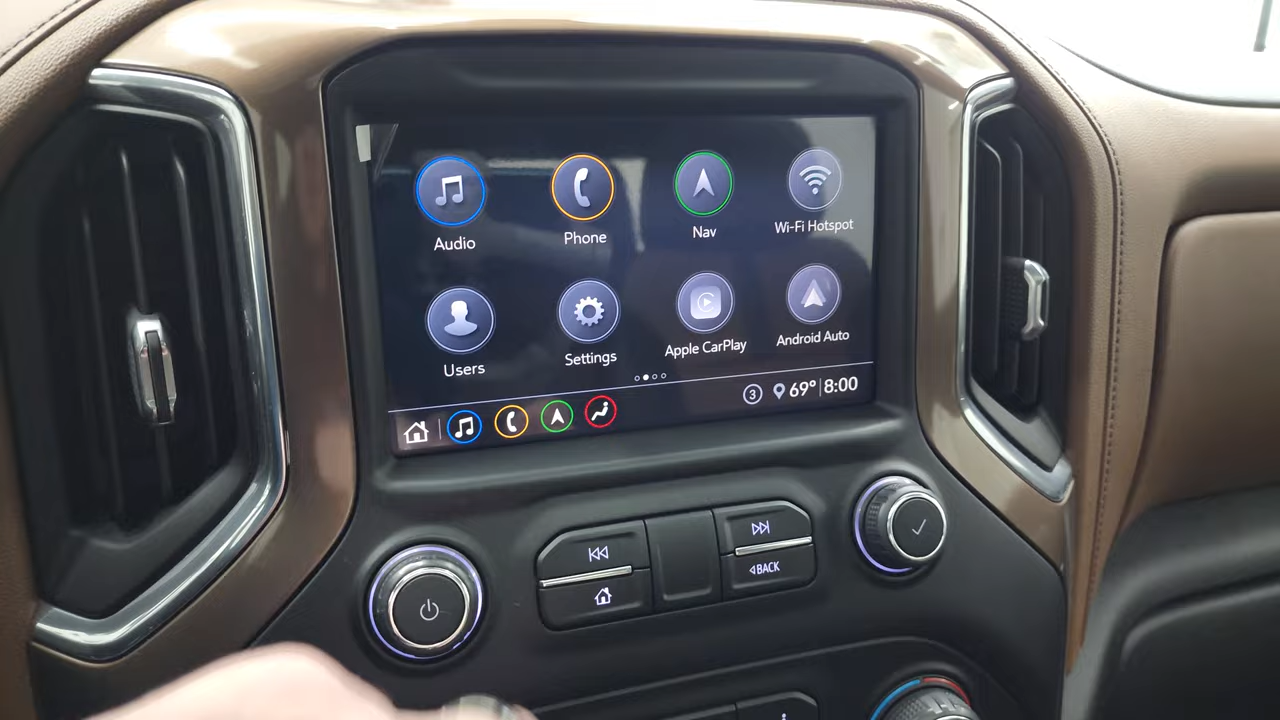 Audio
Phone
Nav
Wi-Fi Hotspot
Users
Settings
Apple CarPlay
Android Auto
3
69°
8:00
BACK